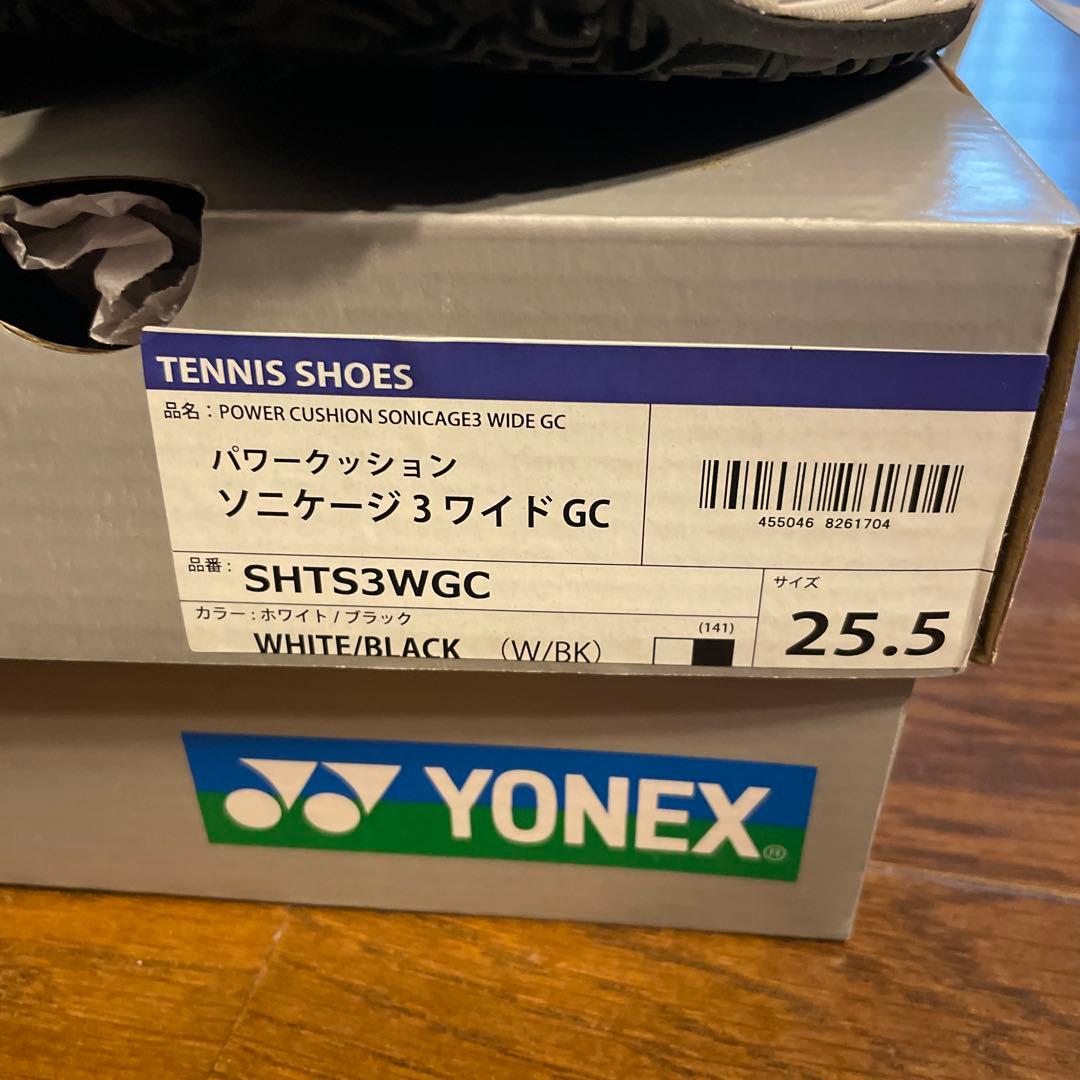 TENNIS SHOES
品名：POWER CUSHION SONICAGE3 WIDE GC
パワークッション
ソニケージ 3 ワイド GC
455046 8261704
品番：SHTS3WGC
サイズ
25.5
カラー：ホワイト / ブラック
WHITE/BLACK （W/BK）
(141)
YONEX®